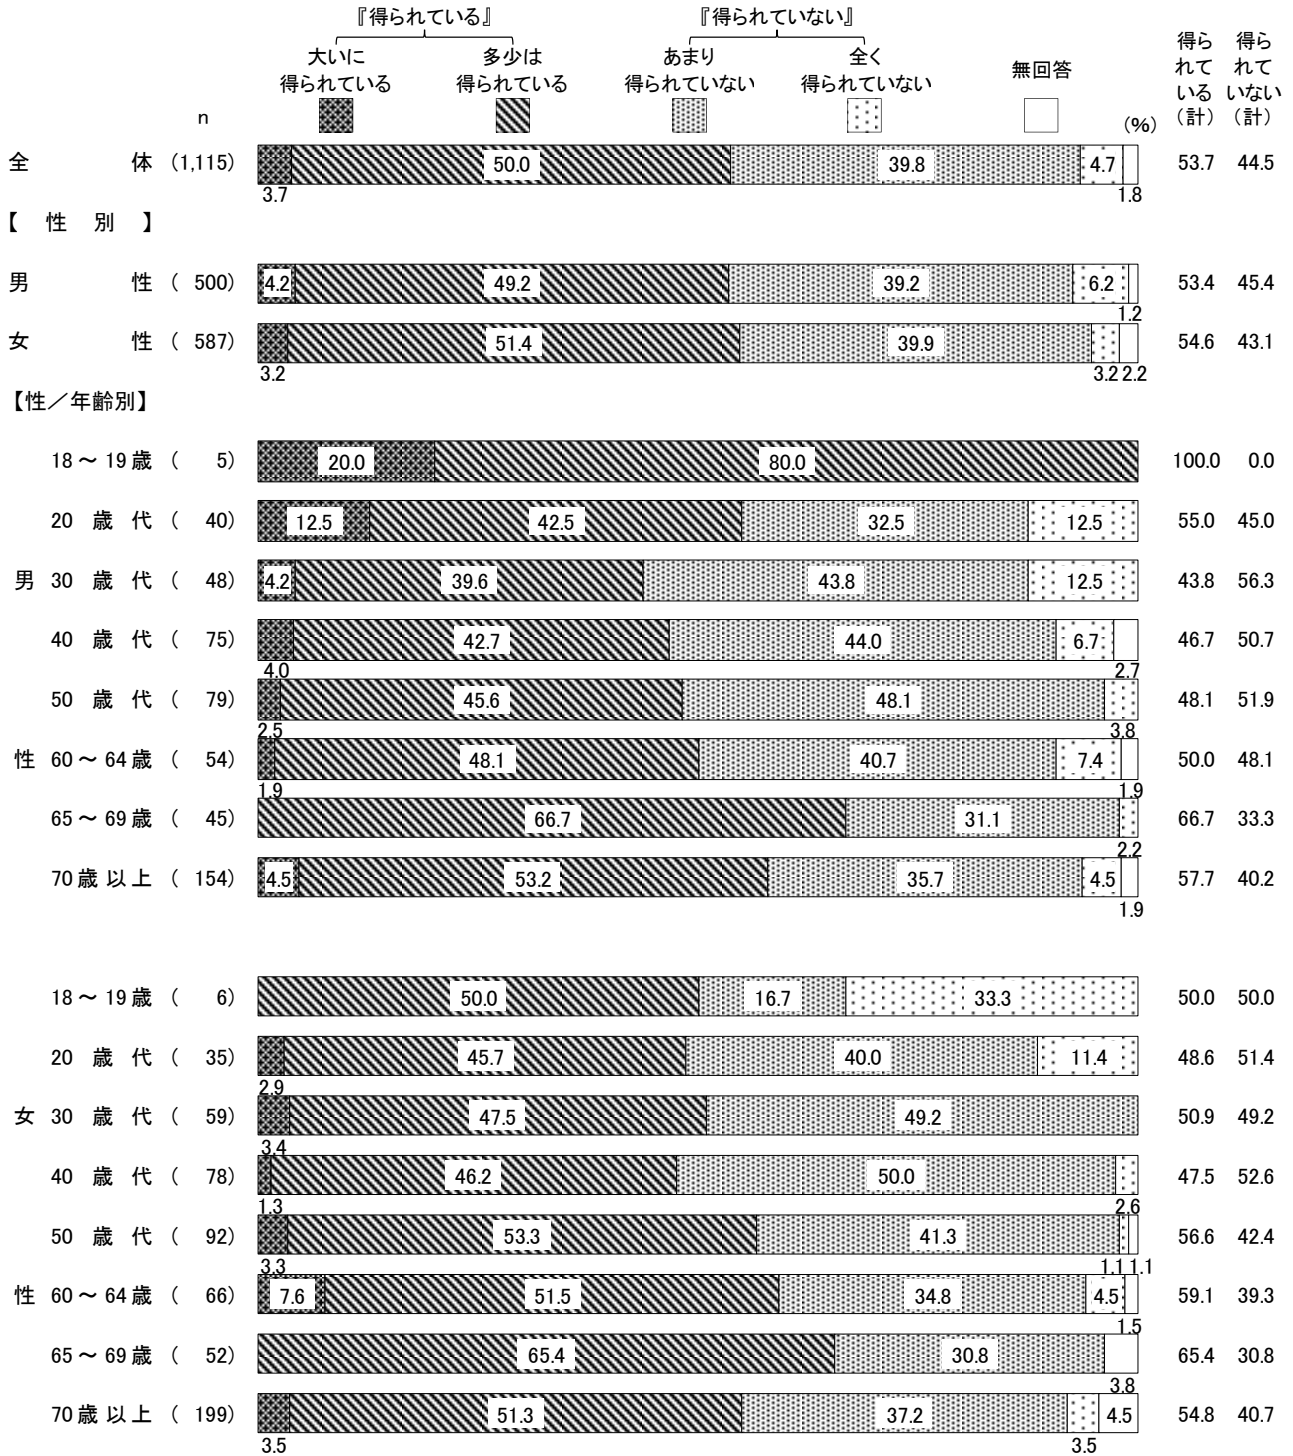 『得られている』 『得られていない』
大いに得られている 多少は得られている あまり得られていない 全く得られていない 無回答 得られている（計） 得られていない（計）
n (%)
全体 (1,115) 3.7 50.0 39.8 4.7 1.8 53.7 44.5
【性別】
男性 ( 500) 4.2 49.2 39.2 6.2 1.2 53.4 45.4
女性 ( 587) 3.2 51.4 39.9 3.2 2.2 54.6 43.1
【性／年齢別】
18～19歳 ( 5) 20.0 80.0 100.0 0.0
20歳代 ( 40) 12.5 42.5 32.5 12.5 55.0 45.0
男 30歳代 ( 48) 4.2 39.6 43.8 12.5 43.8 56.3
40歳代 ( 75) 4.0 42.7 44.0 6.7 2.7 46.7 50.7
50歳代 ( 79) 2.5 45.6 48.1 3.8 48.1 51.9
性 60～64歳 ( 54) 1.9 48.1 40.7 7.4 1.9 50.0 48.1
65～69歳 ( 45) 66.7 31.1 2.2 66.7 33.3
70歳以上 ( 154) 4.5 53.2 35.7 4.5 1.9 57.7 40.2
18～19歳 ( 6) 50.0 16.7 33.3 50.0 50.0
20歳代 ( 35) 2.9 45.7 40.0 11.4 48.6 51.4
女 30歳代 ( 59) 3.4 47.5 49.2 50.9 49.2
40歳代 ( 78) 1.3 46.2 50.0 2.6 47.5 52.6
50歳代 ( 92) 3.3 53.3 41.3 1.1 1.1 56.6 42.4
性 60～64歳 ( 66) 7.6 51.5 34.8 4.5 1.5 59.1 39.3
65～69歳 ( 52) 65.4 30.8 3.8 65.4 30.8
70歳以上 ( 199) 3.5 51.3 37.2 3.5 4.5 54.8 40.7